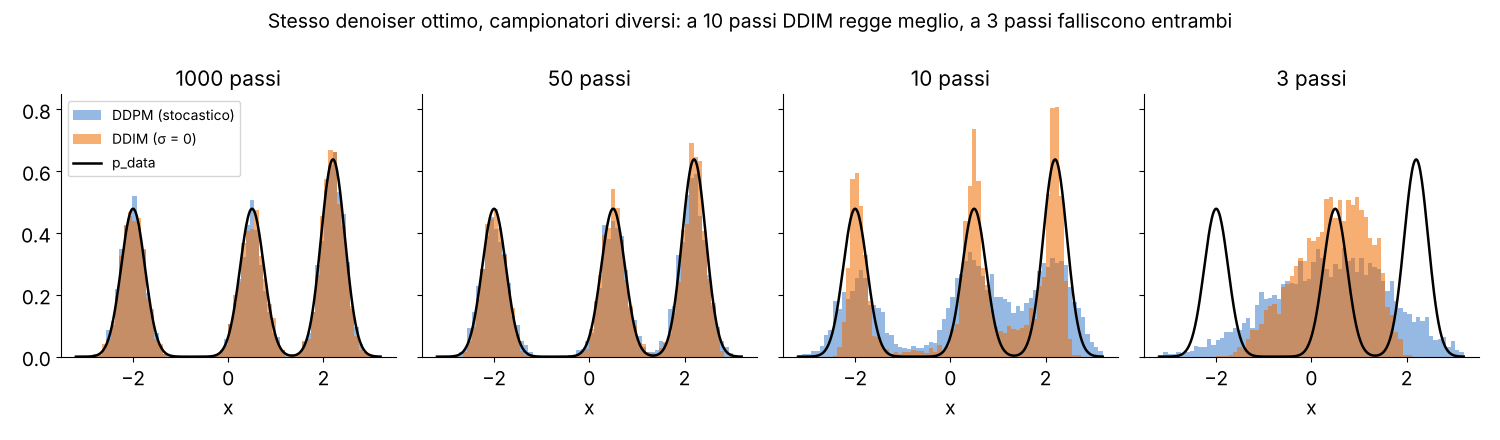 Stesso denoiser ottimo, campionatori diversi: a 10 passi DDIM regge meglio, a 3 passi falliscono entrambi
1000 passi
50 passi
10 passi
3 passi
DDPM (stocastico)
DDIM (σ = 0)
p_data
0.8
0.6
0.4
0.2
0.0
−2 0 2
−2 0 2
−2 0 2
−2 0 2
x
x
x
x